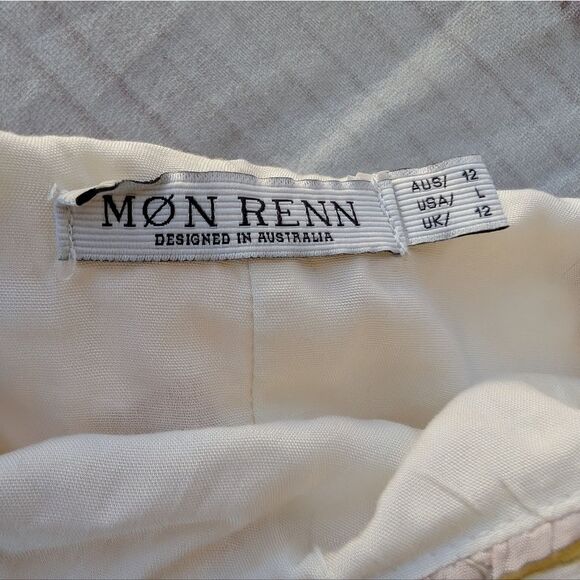 MØN RENN
DESIGNED IN AUSTRALIA
AUS/ 12
USA/ L
UK/ 12